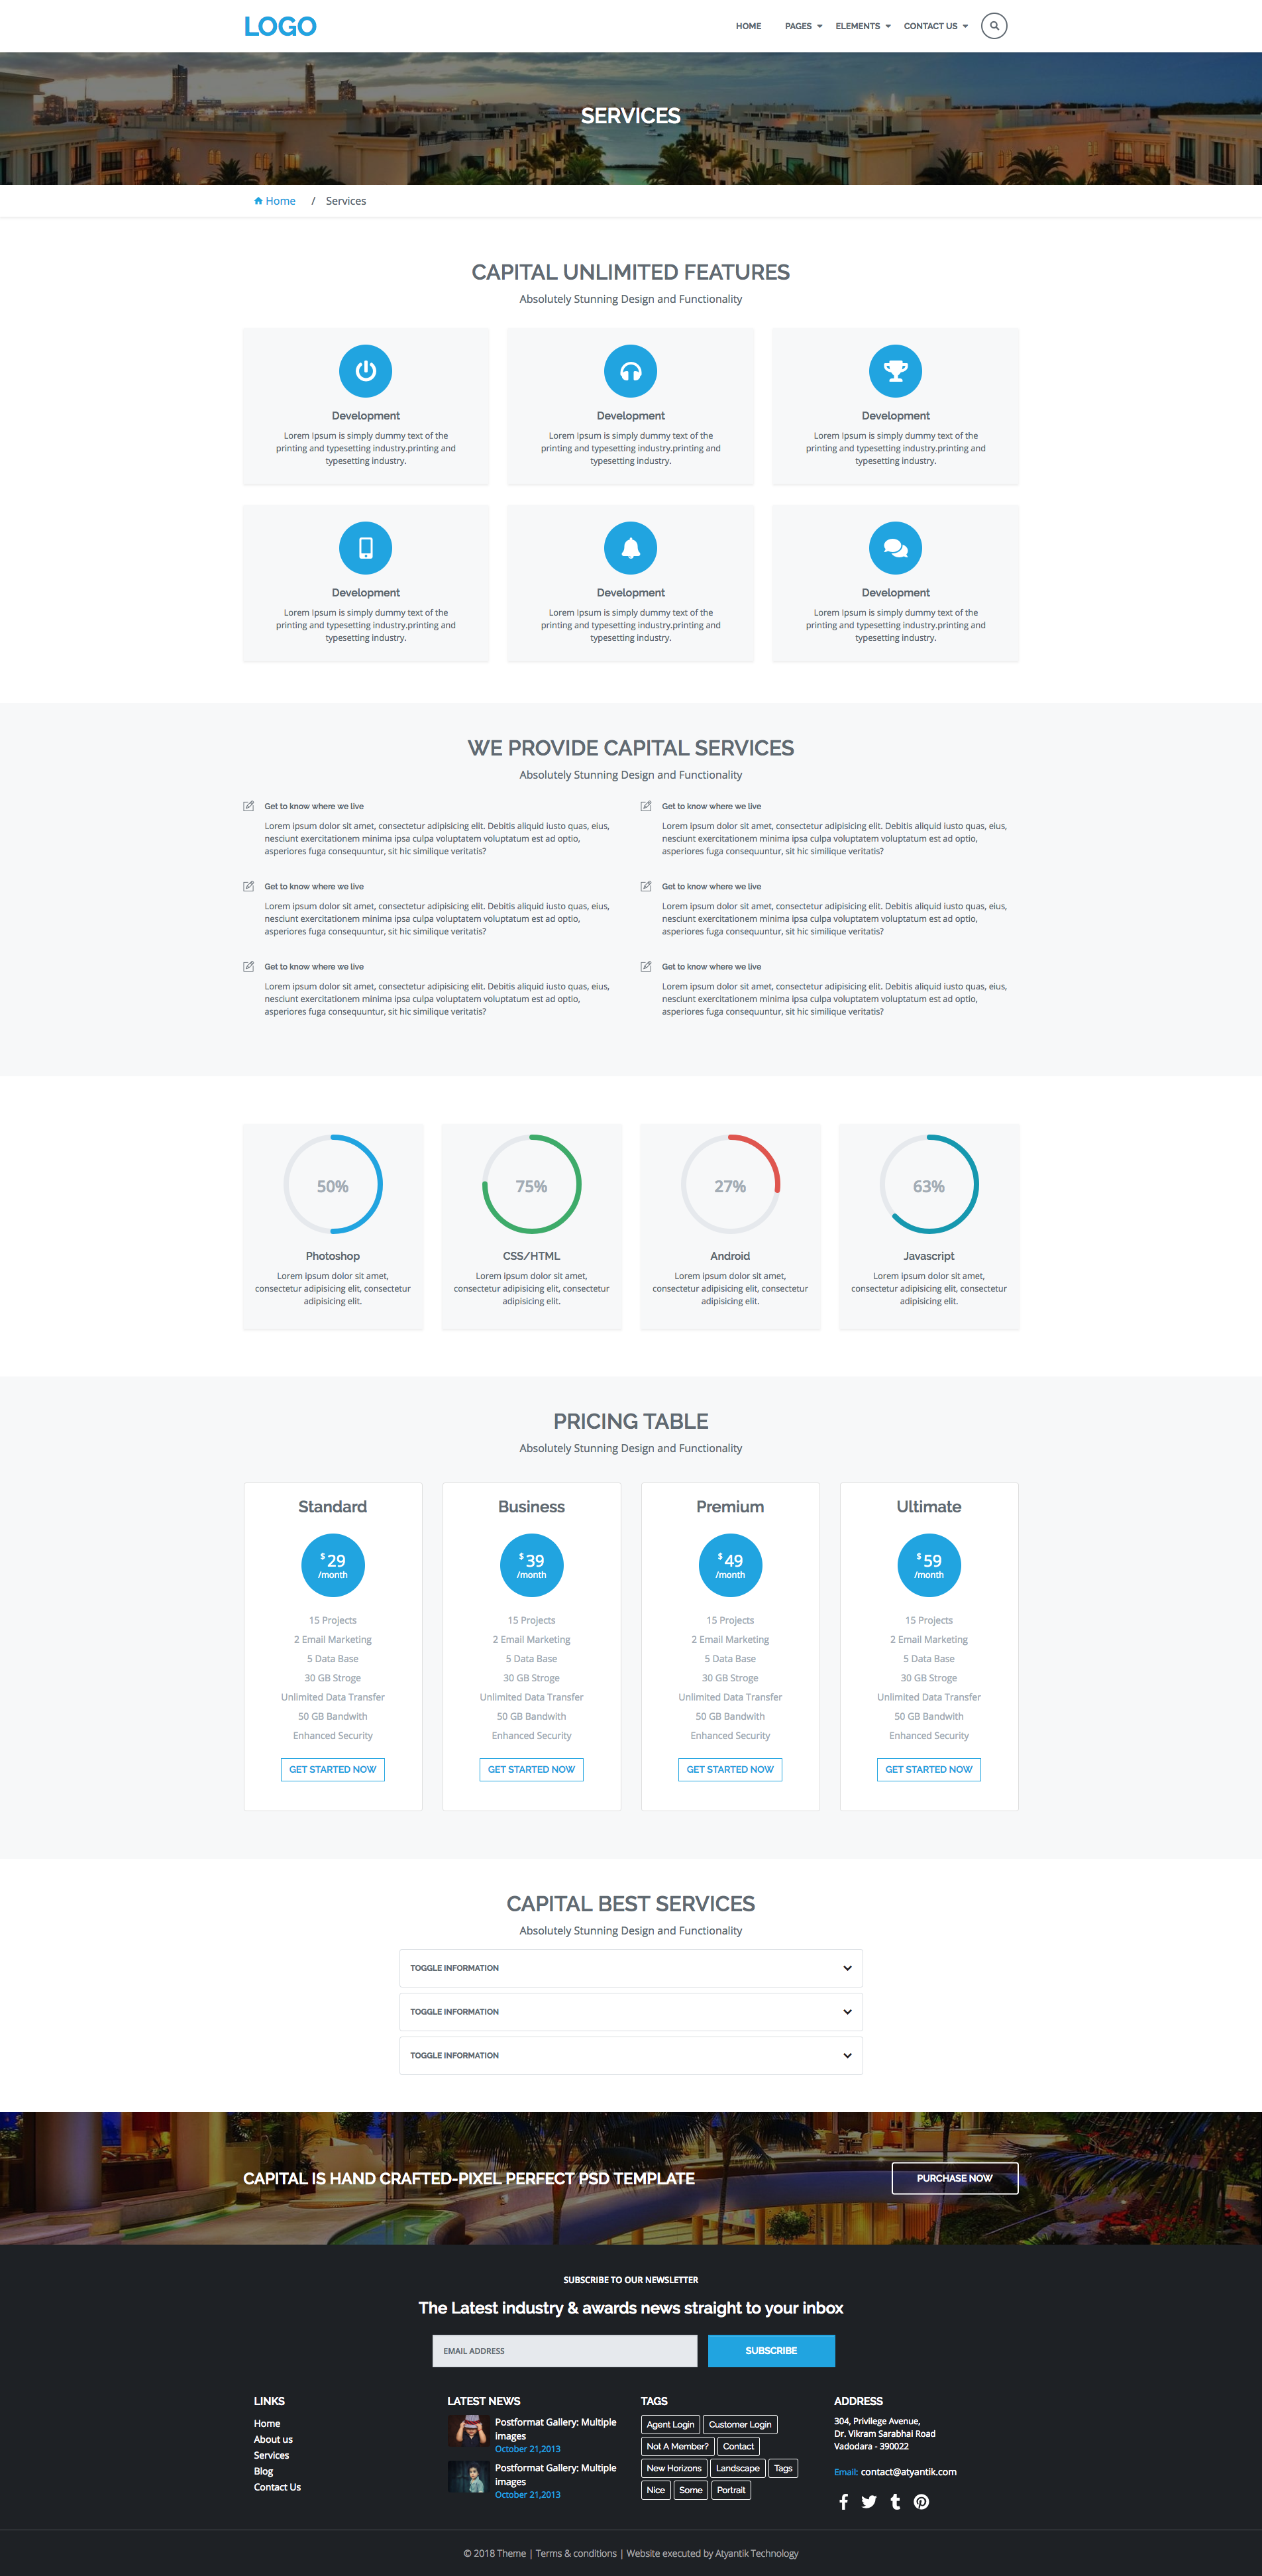 LOGO
HOME
PAGES
ELEMENTS
CONTACT US
SERVICES
Home / Services
CAPITAL UNLIMITED FEATURES
Absolutely Stunning Design and Functionality
Development
Lorem Ipsum is simply dummy text of the
printing and typesetting industry.printing and
typesetting industry.
Development
Lorem Ipsum is simply dummy text of the
printing and typesetting industry.printing and
typesetting industry.
Development
Lorem Ipsum is simply dummy text of the
printing and typesetting industry.printing and
typesetting industry.
Development
Lorem Ipsum is simply dummy text of the
printing and typesetting industry.printing and
typesetting industry.
Development
Lorem Ipsum is simply dummy text of the
printing and typesetting industry.printing and
typesetting industry.
Development
Lorem Ipsum is simply dummy text of the
printing and typesetting industry.printing and
typesetting industry.
WE PROVIDE CAPITAL SERVICES
Absolutely Stunning Design and Functionality
Get to know where we live
Lorem ipsum dolor sit amet, consectetur adipisicing elit. Debitis aliquid iusto quas, eius,
nesciunt exercitationem minima ipsa culpa voluptatem voluptatum est ad optio,
asperiores fuga consequuntur, sit hic similique veritatis?
Get to know where we live
Lorem ipsum dolor sit amet, consectetur adipisicing elit. Debitis aliquid iusto quas, eius,
nesciunt exercitationem minima ipsa culpa voluptatem voluptatum est ad optio,
asperiores fuga consequuntur, sit hic similique veritatis?
Get to know where we live
Lorem ipsum dolor sit amet, consectetur adipisicing elit. Debitis aliquid iusto quas, eius,
nesciunt exercitationem minima ipsa culpa voluptatem voluptatum est ad optio,
asperiores fuga consequuntur, sit hic similique veritatis?
Get to know where we live
Lorem ipsum dolor sit amet, consectetur adipisicing elit. Debitis aliquid iusto quas, eius,
nesciunt exercitationem minima ipsa culpa voluptatem voluptatum est ad optio,
asperiores fuga consequuntur, sit hic similique veritatis?
Get to know where we live
Lorem ipsum dolor sit amet, consectetur adipisicing elit. Debitis aliquid iusto quas, eius,
nesciunt exercitationem minima ipsa culpa voluptatem voluptatum est ad optio,
asperiores fuga consequuntur, sit hic similique veritatis?
Get to know where we live
Lorem ipsum dolor sit amet, consectetur adipisicing elit. Debitis aliquid iusto quas, eius,
nesciunt exercitationem minima ipsa culpa voluptatem voluptatum est ad optio,
asperiores fuga consequuntur, sit hic similique veritatis?
50%
Photoshop
Lorem ipsum dolor sit amet,
consectetur adipisicing elit, consectetur
adipisicing elit.
75%
CSS/HTML
Lorem ipsum dolor sit amet,
consectetur adipisicing elit, consectetur
adipisicing elit.
27%
Android
Lorem ipsum dolor sit amet,
consectetur adipisicing elit, consectetur
adipisicing elit.
63%
Javascript
Lorem ipsum dolor sit amet,
consectetur adipisicing elit, consectetur
adipisicing elit.
PRICING TABLE
Absolutely Stunning Design and Functionality
Standard
$ 29
/month
15 Projects
2 Email Marketing
5 Data Base
30 GB Stroge
Unlimited Data Transfer
50 GB Bandwith
Enhanced Security
GET STARTED NOW
Business
$ 39
/month
15 Projects
2 Email Marketing
5 Data Base
30 GB Stroge
Unlimited Data Transfer
50 GB Bandwith
Enhanced Security
GET STARTED NOW
Premium
$ 49
/month
15 Projects
2 Email Marketing
5 Data Base
30 GB Stroge
Unlimited Data Transfer
50 GB Bandwith
Enhanced Security
GET STARTED NOW
Ultimate
$ 59
/month
15 Projects
2 Email Marketing
5 Data Base
30 GB Stroge
Unlimited Data Transfer
50 GB Bandwith
Enhanced Security
GET STARTED NOW
CAPITAL BEST SERVICES
Absolutely Stunning Design and Functionality
TOGGLE INFORMATION
TOGGLE INFORMATION
TOGGLE INFORMATION
CAPITAL IS HAND CRAFTED-PIXEL PERFECT PSD TEMPLATE
PURCHASE NOW
SUBSCRIBE TO OUR NEWSLETTER
The Latest industry & awards news straight to your inbox
EMAIL ADDRESS
SUBSCRIBE
LINKS
Home
About us
Services
Blog
Contact Us
LATEST NEWS
Postformat Gallery: Multiple
images
October 21,2013
Postformat Gallery: Multiple
images
October 21,2013
TAGS
Agent Login
Customer Login
Not A Member?
Contact
New Horizons
Landscape
Tags
Nice
Some
Portrait
ADDRESS
304, Privilege Avenue,
Dr. Vikram Sarabhai Road
Vadodara - 390022
Email: contact@atyantik.com
© 2018 Theme | Terms & conditions | Website executed by Atyantik Technology